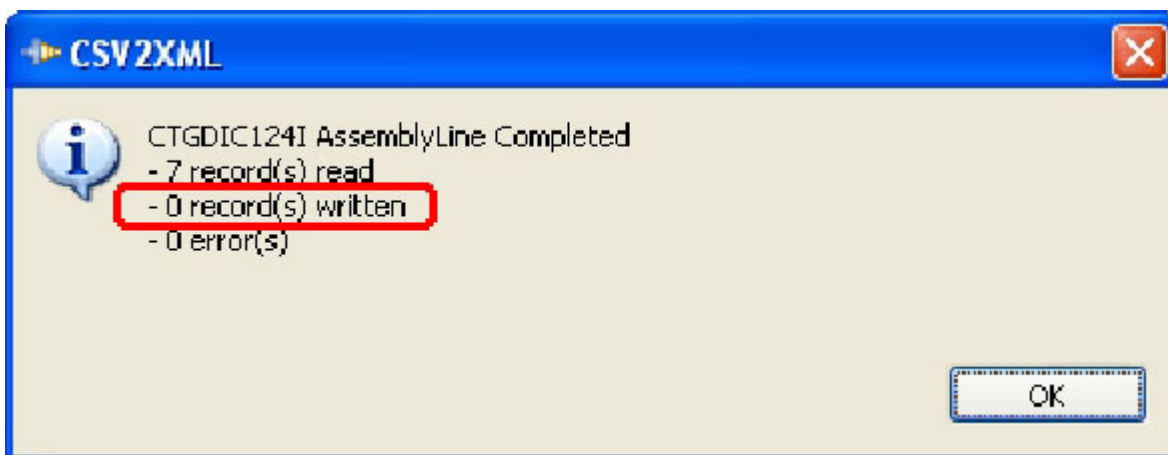 CSV2XML
CTGDIC124I AssemblyLine Completed
- 7 record(s) read
- 0 record(s) written
- 0 error(s)
OK